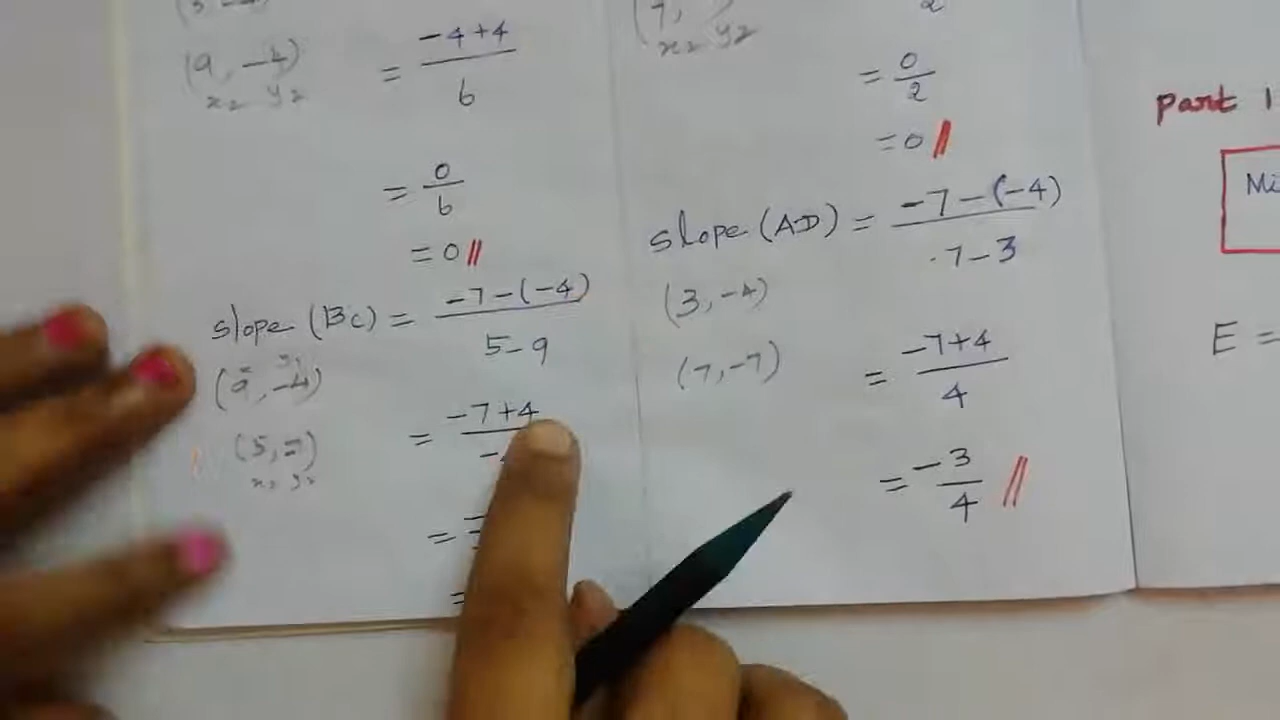 (9, -4)
x₂ y₂
= -4+4 / 6
= 0/6
= 0 //
slope (BC) = -7-(-4) / 5-9
(9, -4)
(5, -7)
x₂ y₂
= -7+4
=
=
x₂ y₂
2
= 0/2
= 0 //
slope (AD) = -7-(-4) / 7-3
(3, -4)
(7, -7)
= -7+4 / 4
= -3/4 //
part 1
Mi
E =